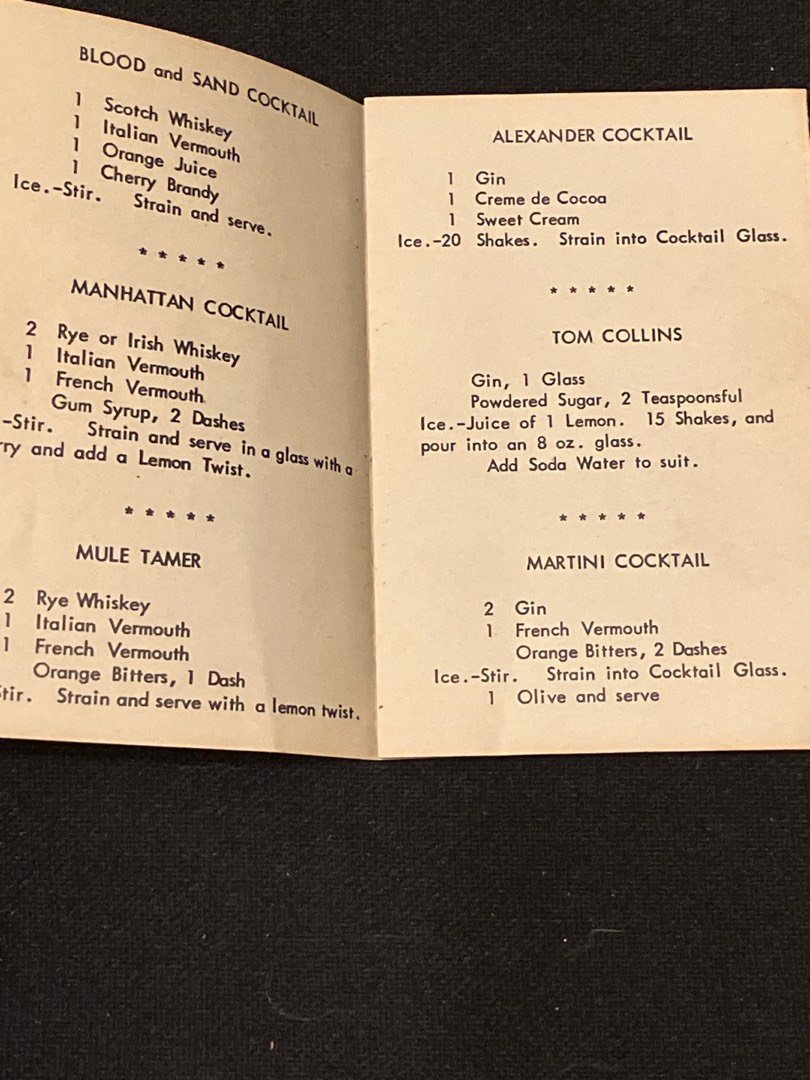 BLOOD and SAND COCKTAIL
1 Scotch Whiskey
1 Italian Vermouth
1 Orange Juice
1 Cherry Brandy
Ice.-Stir. Strain and serve.
* * * * *
MANHATTAN COCKTAIL
2 Rye or Irish Whiskey
1 Italian Vermouth
1 French Vermouth
Gum Syrup, 2 Dashes
-Stir. Strain and serve in a glass with a
and add a Lemon Twist.
* * * * *
MULE TAMER
2 Rye Whiskey
1 Italian Vermouth
1 French Vermouth
Orange Bitters, 1 Dash
Stir. Strain and serve with a lemon twist.
ALEXANDER COCKTAIL
1 Gin
1 Creme de Cocoa
1 Sweet Cream
Ice.-20 Shakes. Strain into Cocktail Glass.
* * * * *
TOM COLLINS
Gin, 1 Glass
Powdered Sugar, 2 Teaspoonsful
Ice.-Juice of 1 Lemon. 15 Shakes, and
pour into an 8 oz. glass.
Add Soda Water to suit.
* * * * *
MARTINI COCKTAIL
2 Gin
1 French Vermouth
Orange Bitters, 2 Dashes
Ice.-Stir. Strain into Cocktail Glass.
1 Olive and serve